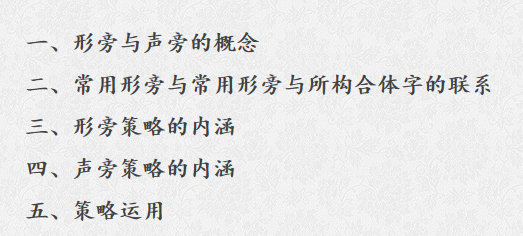 一、形旁与声旁的概念
二、常用形旁与常用形旁与所构合体字的联系
三、形旁策略的内涵
四、声旁策略的内涵
五、策略运用